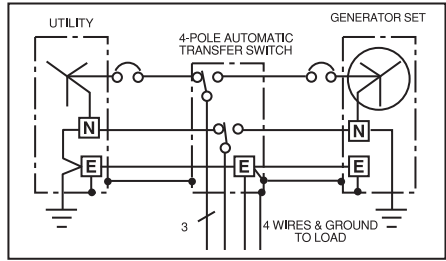 UTILITY
GENERATOR SET
4-POLE AUTOMATIC
TRANSFER SWITCH
N
N
E
E
E
3
4 WIRES & GROUND
TO LOAD